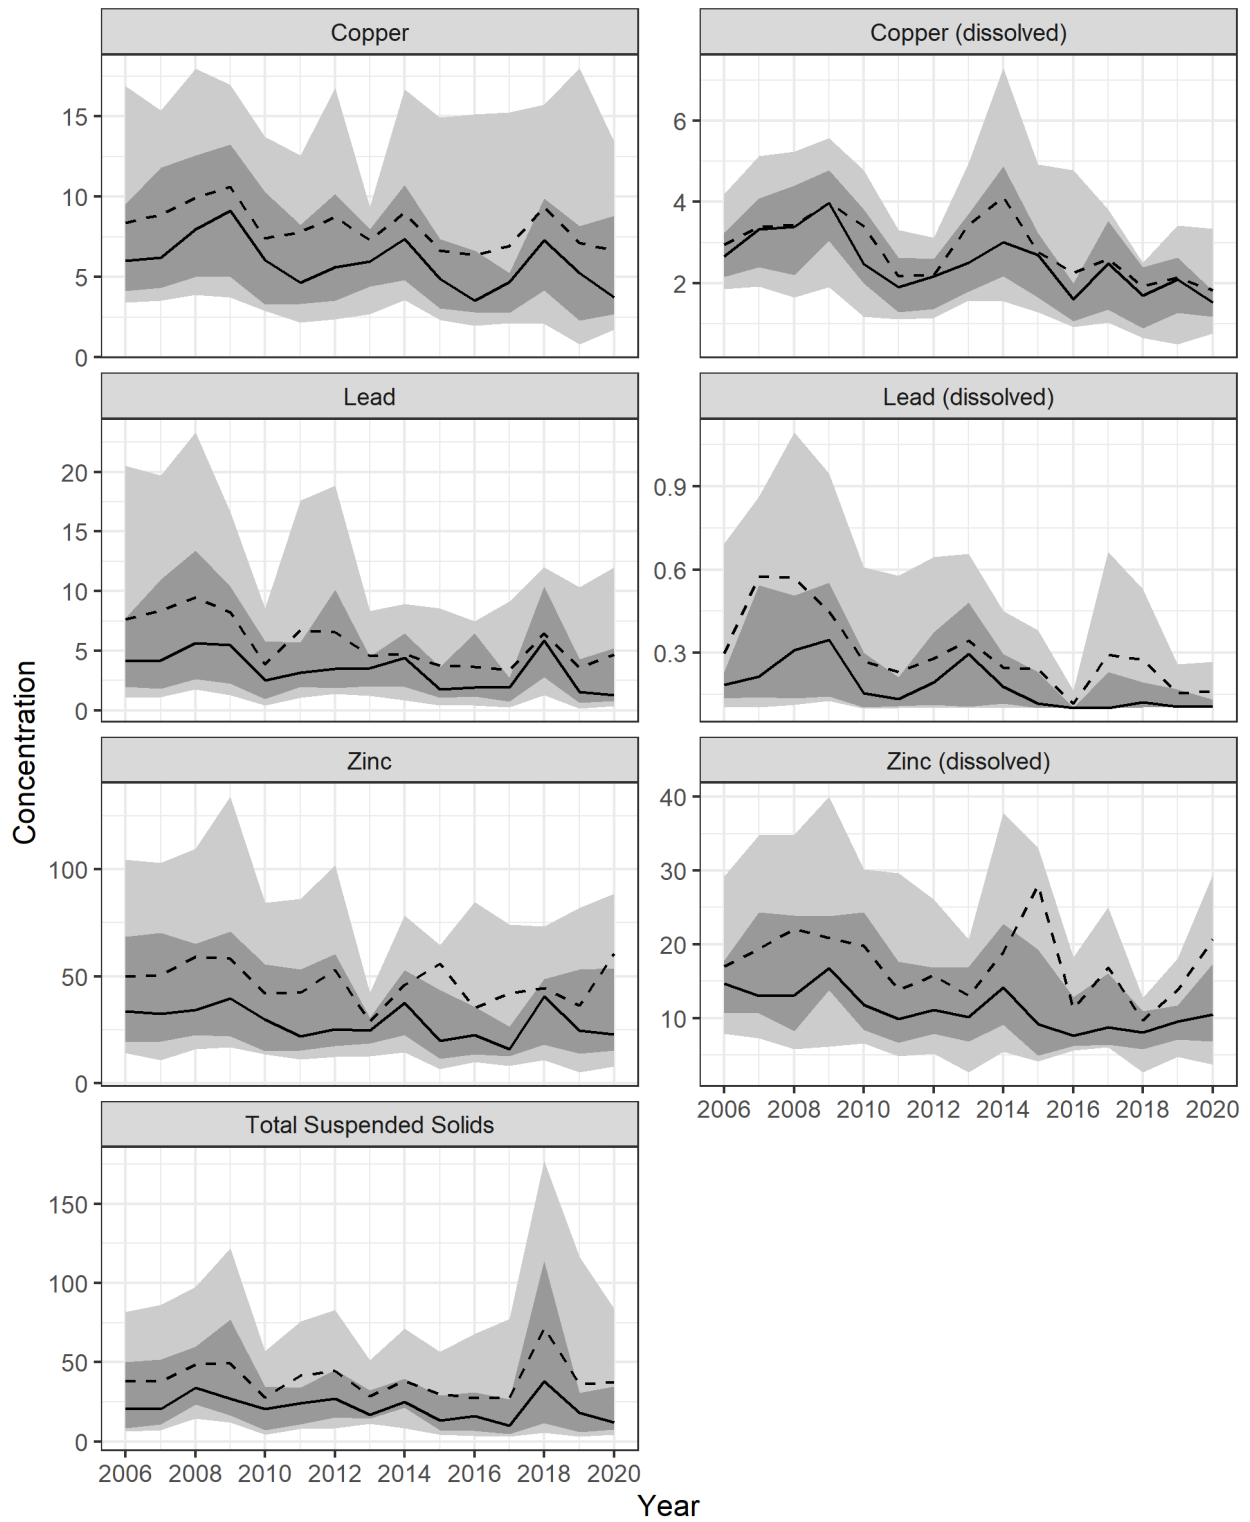 Copper
Copper (dissolved)
15
10
5
0
6
4
2
Lead
Lead (dissolved)
20
15
10
5
0
0.9
0.6
0.3
Zinc
Zinc (dissolved)
100
50
0
40
30
20
10
2006 2008 2010 2012 2014 2016 2018 2020
Total Suspended Solids
150
100
50
0
2006 2008 2010 2012 2014 2016 2018 2020
Concentration
Year